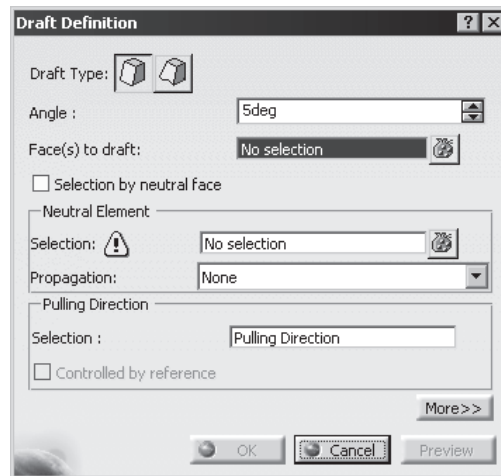 Draft Definition
Draft Type:
Angle : 5deg
Face(s) to draft: No selection
Selection by neutral face
Neutral Element
Selection: No selection
Propagation: None
Pulling Direction
Selection : Pulling Direction
Controlled by reference
More>>
OK Cancel Preview